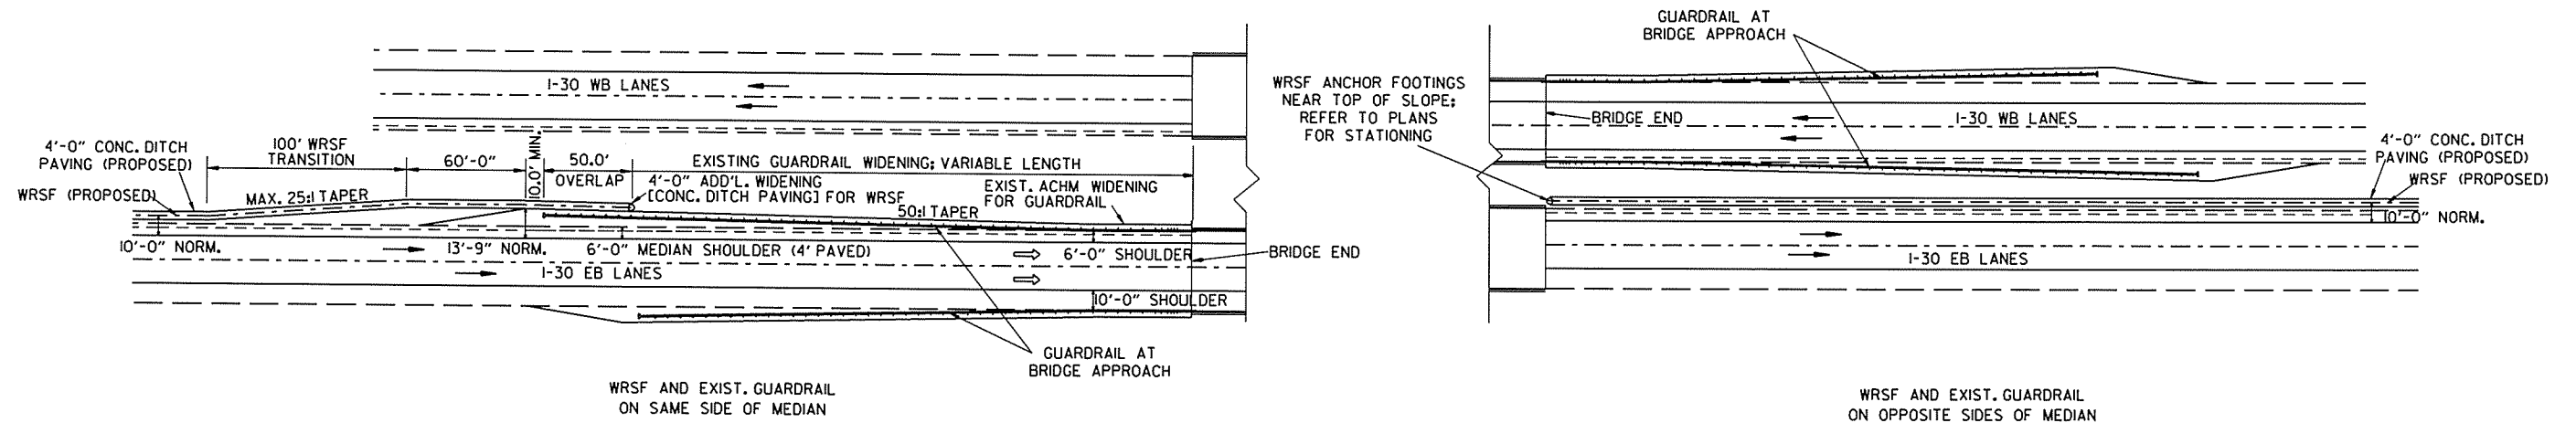 I-30 WB LANES
4'-0" CONC. DITCH
PAVING (PROPOSED)
WRSF (PROPOSED)
100' WRSF
TRANSITION
MAX. 25:1 TAPER
60'-0"
10.0' MIN.
50.0'
OVERLAP
EXISTING GUARDRAIL WIDENING; VARIABLE LENGTH
4'-0" ADD'L. WIDENING
[CONC. DITCH PAVING] FOR WRSF
EXIST. ACHM WIDENING
FOR GUARDRAIL
50:1 TAPER
10'-0" NORM.
13'-9" NORM.
6'-0" MEDIAN SHOULDER (4' PAVED)
6'-0" SHOULDER
BRIDGE END
I-30 EB LANES
10'-0" SHOULDER
GUARDRAIL AT
BRIDGE APPROACH
WRSF AND EXIST. GUARDRAIL
ON SAME SIDE OF MEDIAN
GUARDRAIL AT
BRIDGE APPROACH
WRSF ANCHOR FOOTINGS
NEAR TOP OF SLOPE;
REFER TO PLANS
FOR STATIONING
BRIDGE END
I-30 WB LANES
4'-0" CONC. DITCH
PAVING (PROPOSED)
WRSF (PROPOSED)
10'-0" NORM.
I-30 EB LANES
WRSF AND EXIST. GUARDRAIL
ON OPPOSITE SIDES OF MEDIAN